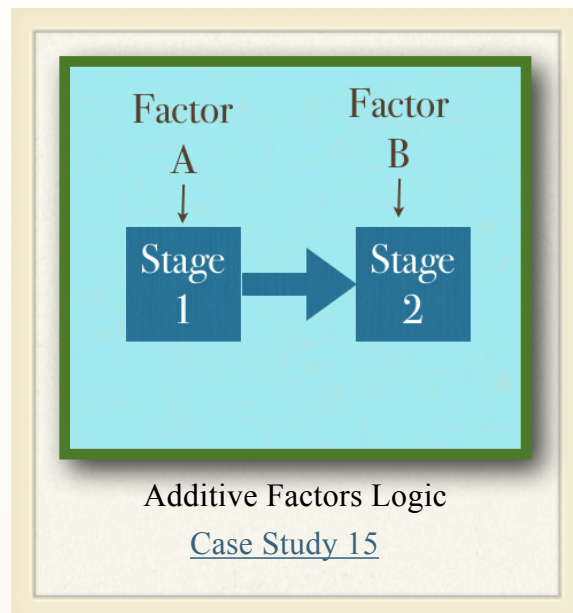 Factor
A
Factor
B
Stage
1
Stage
2
Additive Factors Logic
Case Study 15